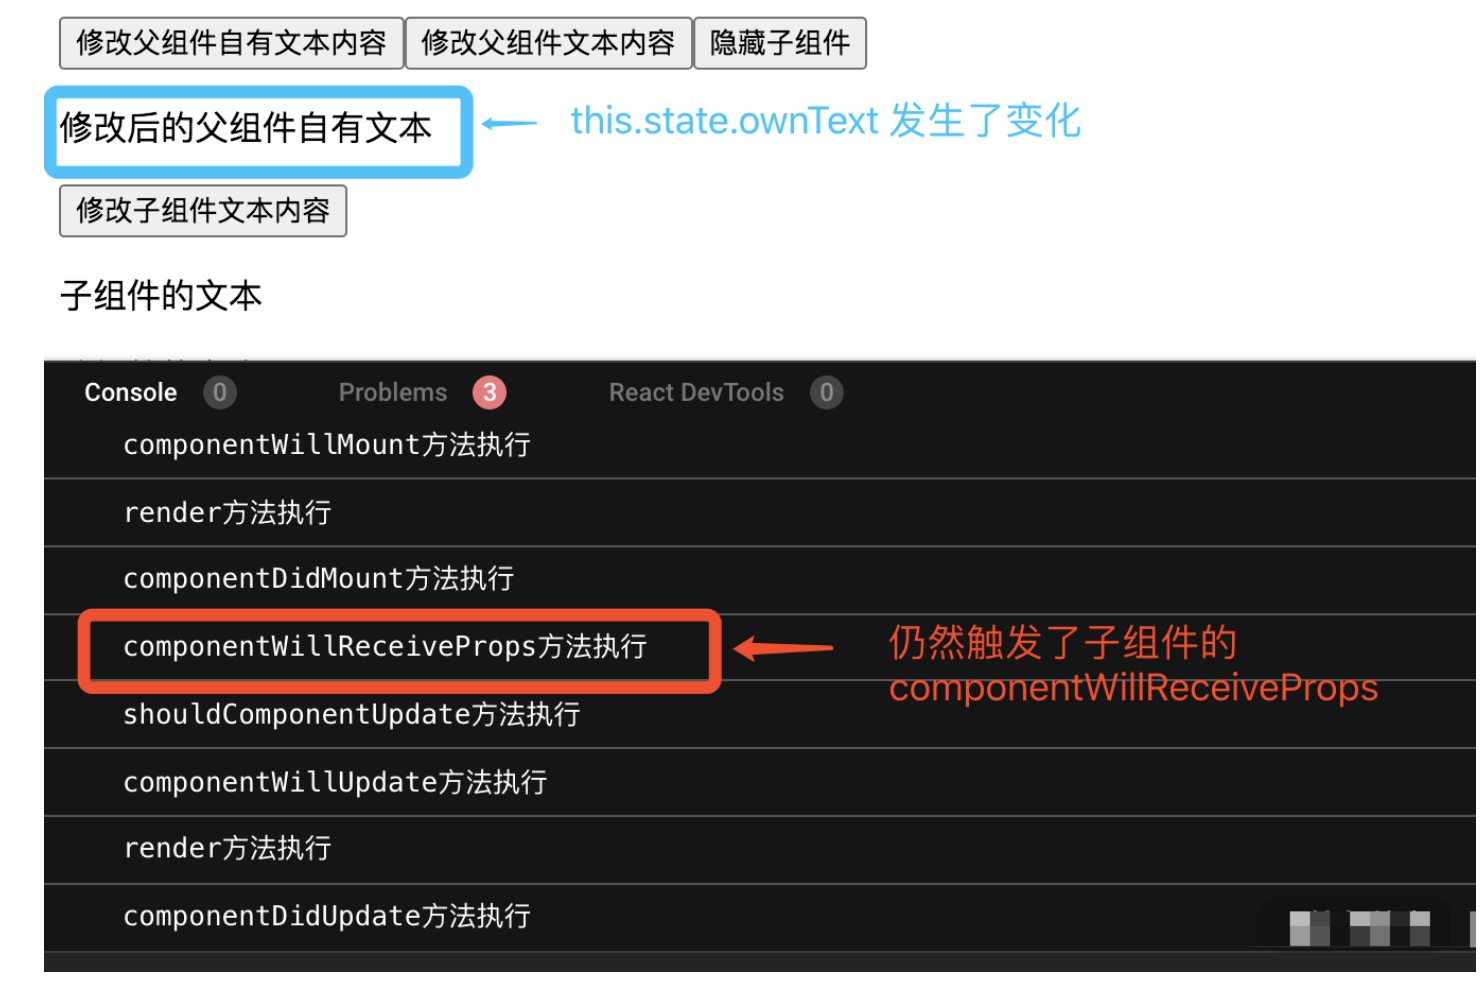 修改父组件自有文本内容 修改父组件文本内容 隐藏子组件
修改后的父组件自有文本
this.state.ownText 发生了变化
修改子组件文本内容
子组件的文本
Console 0 Problems 3 React DevTools 0
componentWillMount方法执行
render方法执行
componentDidMount方法执行
componentWillReceiveProps方法执行
仍然触发了子组件的
componentWillReceiveProps
shouldComponentUpdate方法执行
componentWillUpdate方法执行
render方法执行
componentDidUpdate方法执行